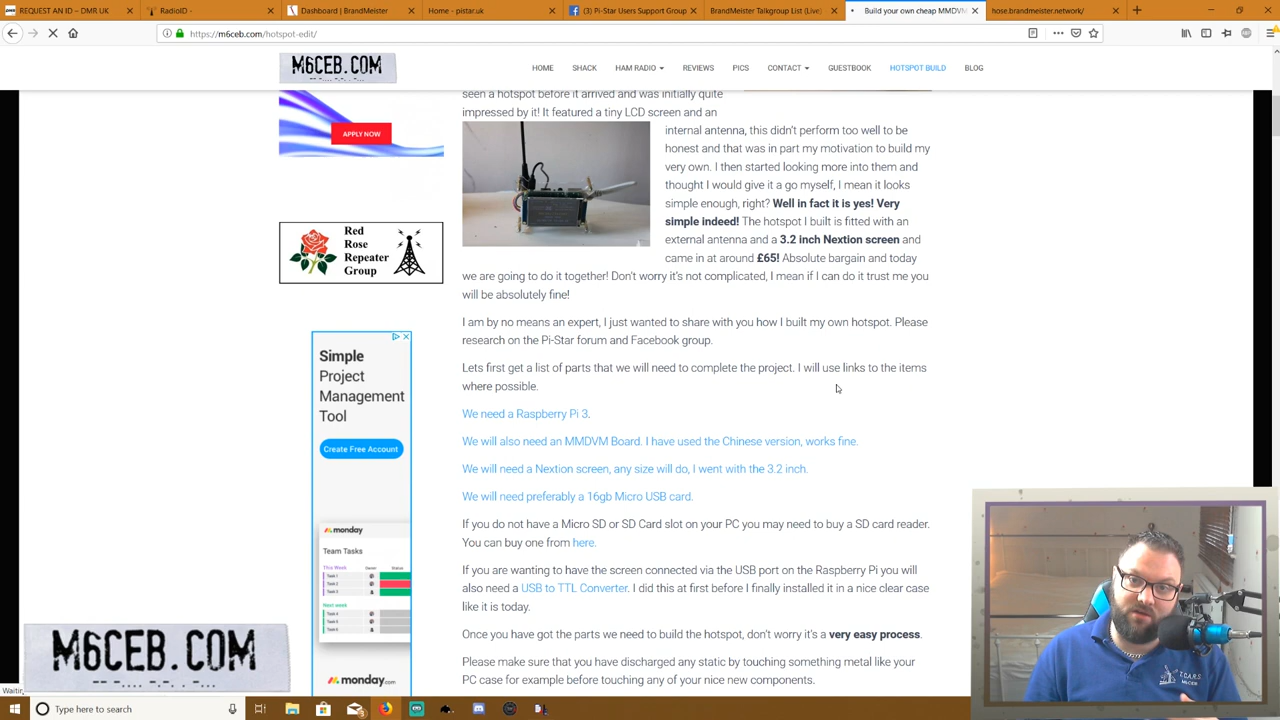 REQUEST AN ID – DMR UK
RadioID -
Dashboard | BrandMeister
Home - pistar.uk
(3) Pi-Star Users Support Group
BrandMeister Talkgroup List (Live)
Build your own cheap MMDVM
hose.brandmeister.network/
https://m6ceb.com/hotspot-edit/
M6CEB.COM
HOME
SHACK
HAM RADIO
REVIEWS
PICS
CONTACT
GUESTBOOK
HOTSPOT BUILD
BLOG
seen a hotspot before it arrived and was initially quite
impressed by it! It featured a tiny LCD screen and an
internal antenna, this didn't perform too well to be
honest and that was in part my motivation to build my
very own. I then started looking more into them and
thought I would give it a go myself, I mean it looks
simple enough, right? Well in fact it is yes! Very
simple indeed! The hotspot I built is fitted with an
external antenna and a 3.2 inch Nextion screen and
came in at around £65! Absolute bargain and today
we are going to do it together! Don't worry it's not complicated, I mean if I can do it trust me you
will be absolutely fine!
I am by no means an expert, I just wanted to share with you how I built my own hotspot. Please
research on the Pi-Star forum and Facebook group.
Lets first get a list of parts that we will need to complete the project. I will use links to the items
where possible.
We need a Raspberry Pi 3.
We will also need an MMDVM Board. I have used the Chinese version, works fine.
We will need a Nextion screen, any size will do, I went with the 3.2 inch.
We will need preferably a 16gb Micro USB card.
If you do not have a Micro SD or SD Card slot on your PC you may need to buy a SD card reader.
You can buy one from here.
If you are wanting to have the screen connected via the USB port on the Raspberry Pi you will
also need a USB to TTL Converter. I did this at first before I finally installed it in a nice clear case
like it is today.
Once you have got the parts we need to build the hotspot, don't worry it's a very easy process.
Please make sure that you have discharged any static by touching something metal like your
PC case for example before touching any of your nice new components.
APPLY NOW
Red
Rose
Repeater
Group
Simple
Project
Management
Tool
Create Free Account
monday
Team Tasks
This Week
Next week
monday.com
M6CEB.COM
Type here to search